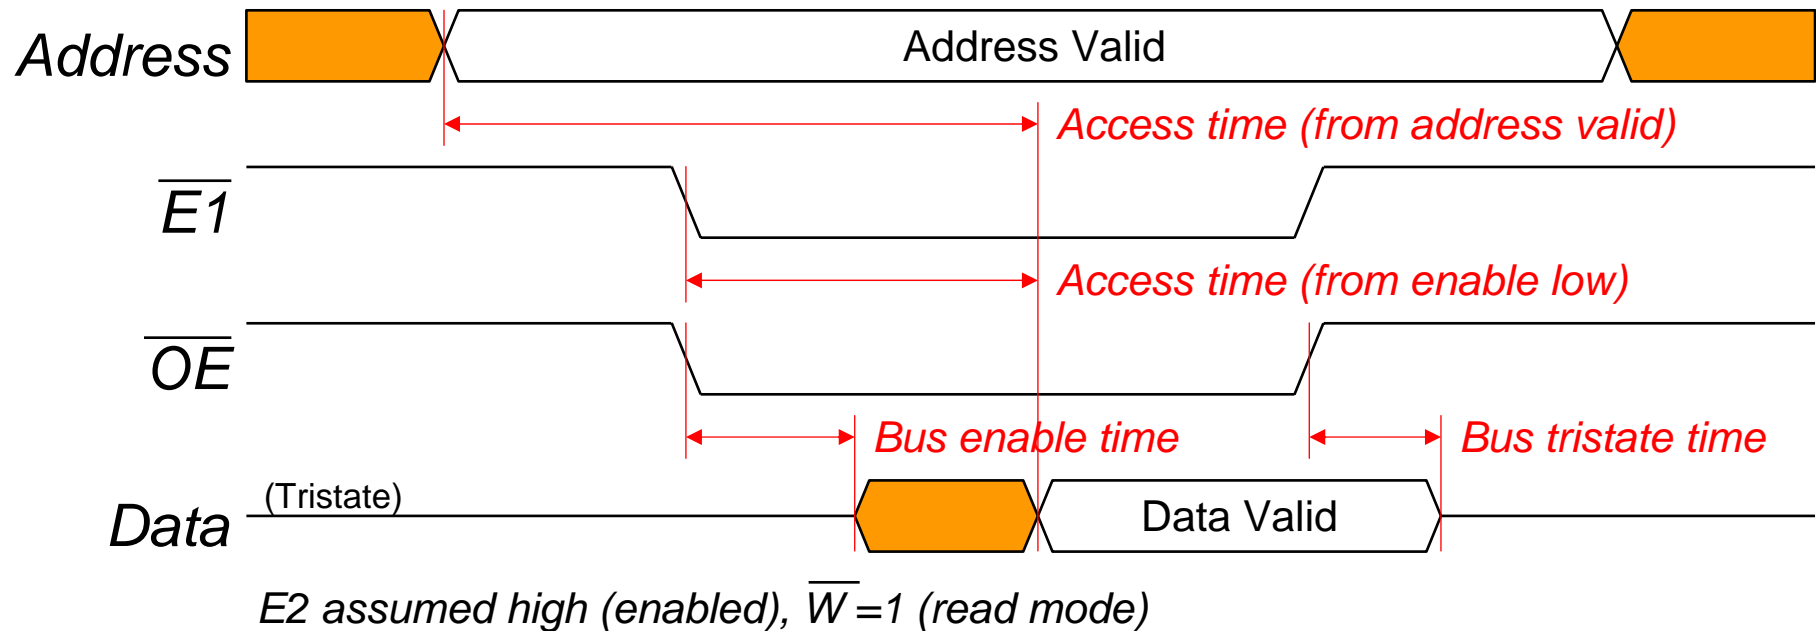 Address Address Valid
Access time (from address valid)
E1
Access time (from enable low)
OE
Bus enable time Bus tristate time
Data (Tristate) Data Valid
E2 assumed high (enabled), W̅ =1 (read mode)